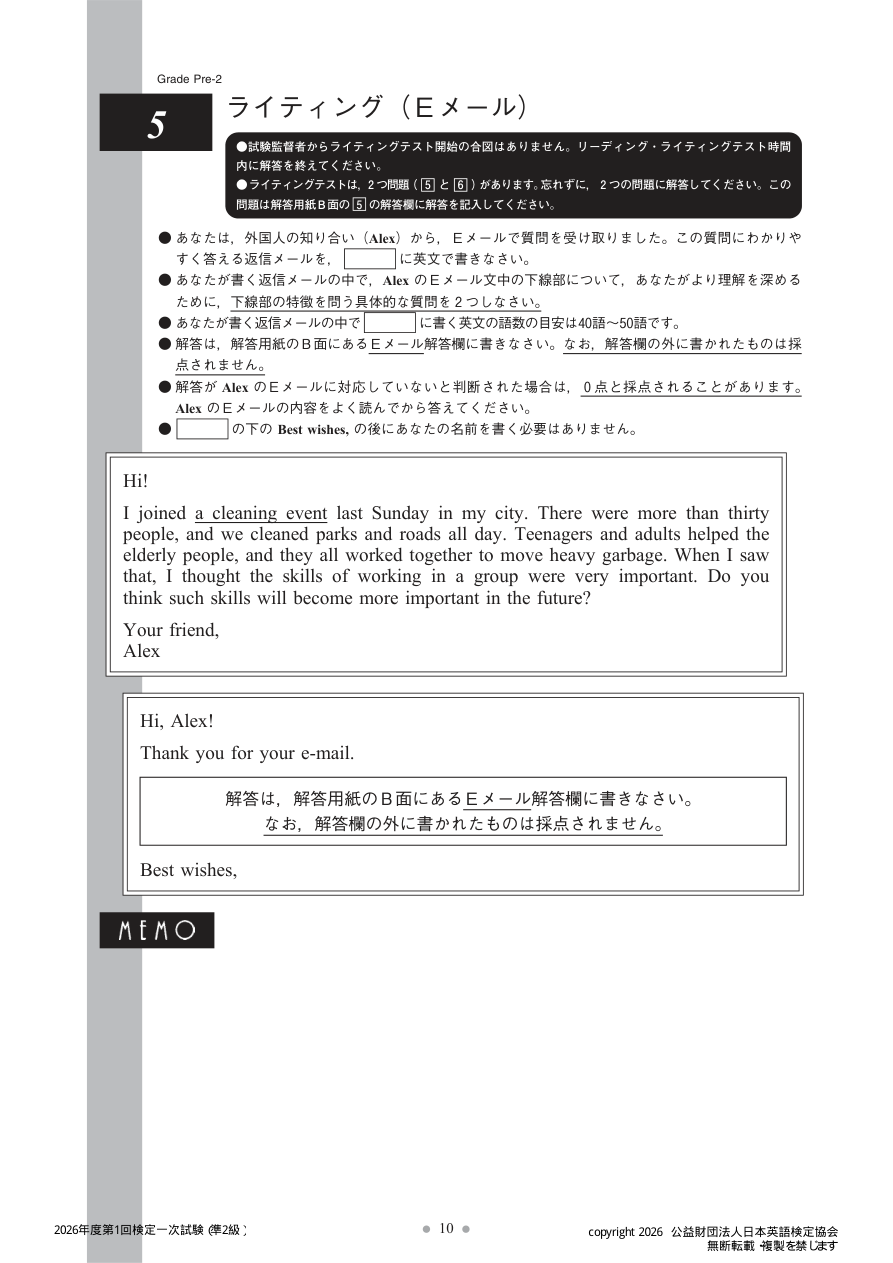 Grade Pre-2
5
ライティング（Eメール）
●試験監督者からライティングテスト開始の合図はありません。リーディング・ライティングテスト時間
内に解答を終えてください。
●ライティングテストは，2つ問題（5と6）があります。忘れずに，2つの問題に解答してください。この
問題は解答用紙B面の5の解答欄に解答を記入してください。
●あなたは，外国人の知り合い（Alex）から，Eメールで質問を受け取りました。この質問にわかりや
すく答える返信メールを，　　　に英文で書きなさい。
●あなたが書く返信メールの中で，AlexのEメール文中の下線部について，あなたがより理解を深める
ために，下線部の特徴を問う具体的な質問を2つしなさい。
●あなたが書く返信メールの中で　　　に書く英文の語数の目安は40語～50語です。
●解答は，解答用紙のB面にあるEメール解答欄に書きなさい。なお，解答欄の外に書かれたものは採
点されません。
●解答がAlexのEメールに対応していないと判断された場合は，0点と採点されることがあります。
AlexのEメールの内容をよく読んでから答えてください。
●　　　の下のBest wishes,の後にあなたの名前を書く必要はありません。
Hi!
I joined a cleaning event last Sunday in my city. There were more than thirty
people, and we cleaned parks and roads all day. Teenagers and adults helped the
elderly people, and they all worked together to move heavy garbage. When I saw
that, I thought the skills of working in a group were very important. Do you
think such skills will become more important in the future?
Your friend,
Alex
Hi, Alex!
Thank you for your e-mail.
解答は，解答用紙のB面にあるEメール解答欄に書きなさい。
なお，解答欄の外に書かれたものは採点されません。
Best wishes,
MEMO
2026年度第1回検定一次試験（準2級）
● 10 ●
copyright 2026 公益財団法人日本英語検定協会
無断転載・複製を禁じます